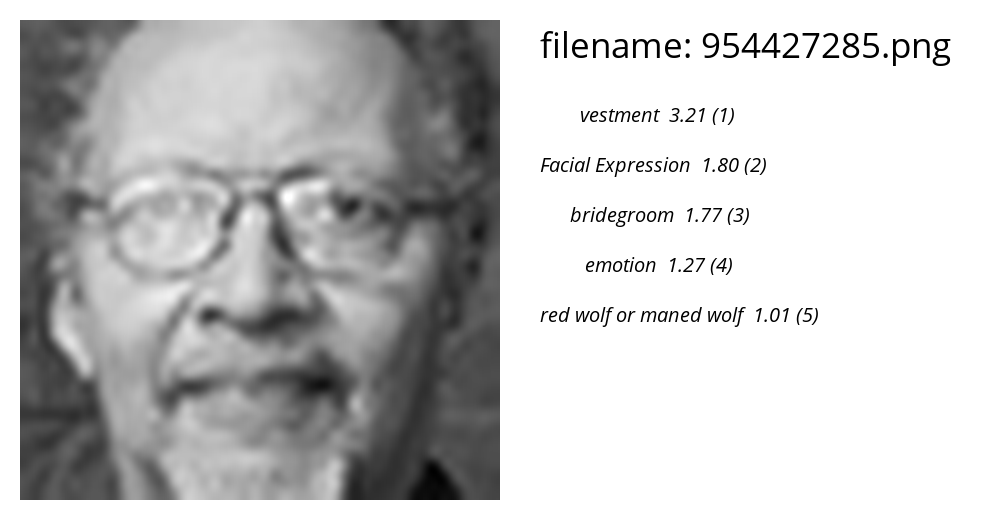 filename: 954427285.png
vestment 3.21 (1)
Facial Expression 1.80 (2)
bridegroom 1.77 (3)
emotion 1.27 (4)
red wolf or maned wolf 1.01 (5)